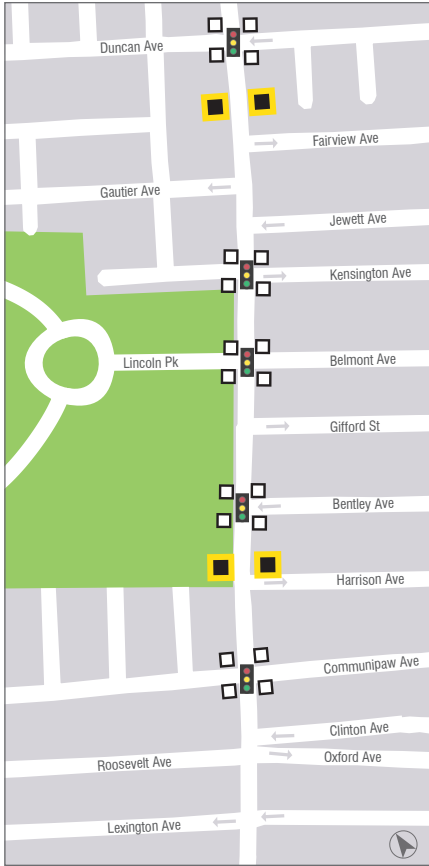 Duncan Ave
Fairview Ave
Gautier Ave
Jewett Ave
Kensington Ave
Lincoln Pk
Belmont Ave
Gifford St
Bentley Ave
Harrison Ave
Communipaw Ave
Clinton Ave
Roosevelt Ave
Oxford Ave
Lexington Ave